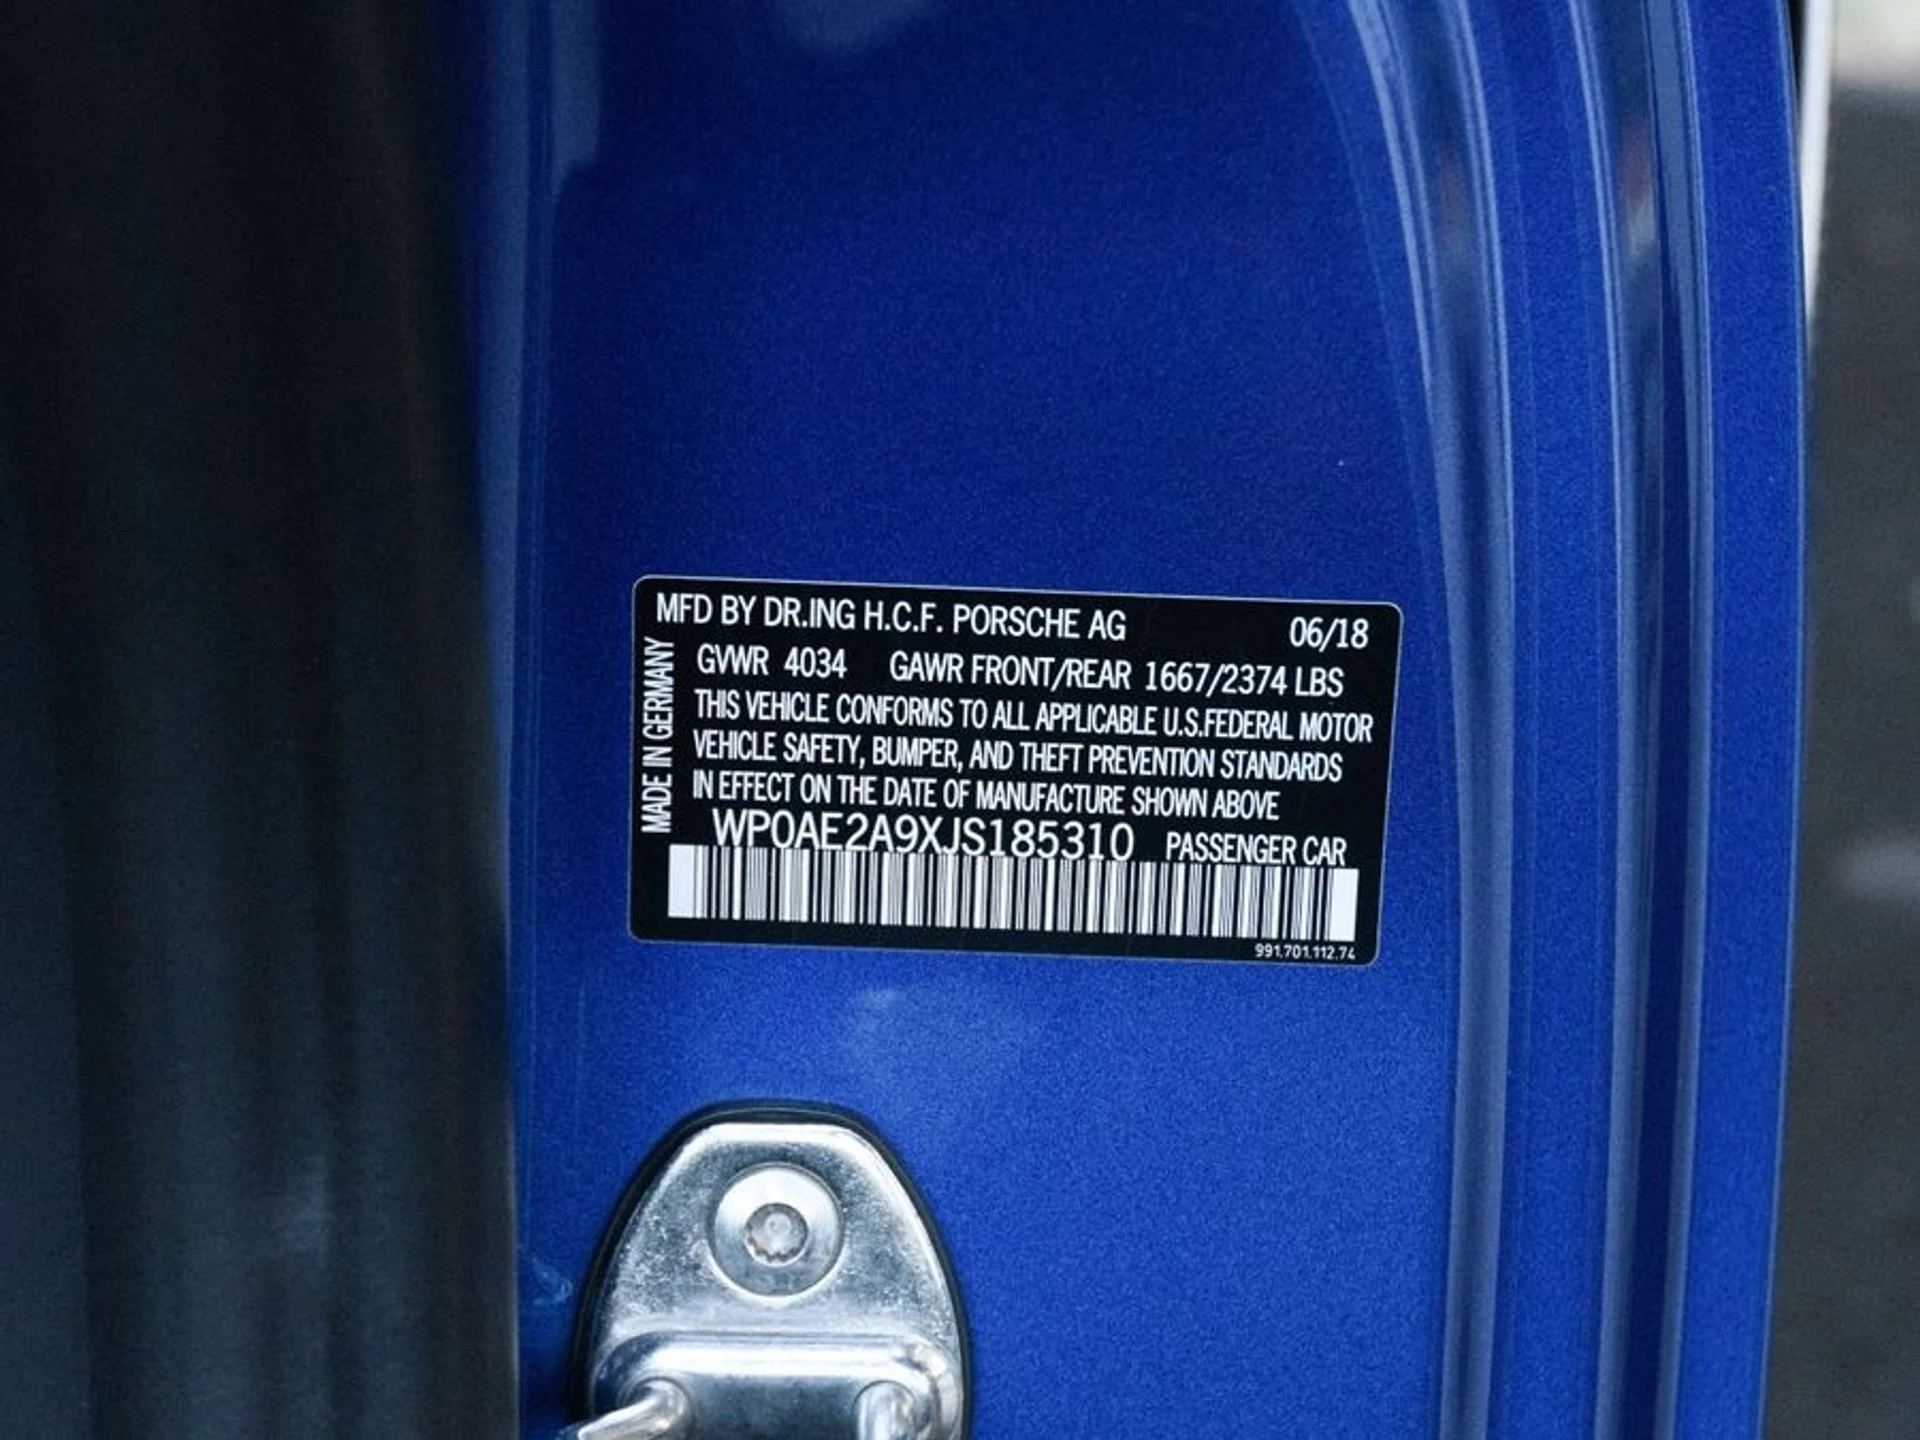 MFD BY DR.ING H.C.F. PORSCHE AG 06/18
GVWR 4034 GAWR FRONT/REAR 1667/2374 LBS
THIS VEHICLE CONFORMS TO ALL APPLICABLE U.S.FEDERAL MOTOR
VEHICLE SAFETY, BUMPER, AND THEFT PREVENTION STANDARDS
IN EFFECT ON THE DATE OF MANUFACTURE SHOWN ABOVE
WP0AE2A9XJS185310 PASSENGER CAR
991.701.112.74
MADE IN GERMANY